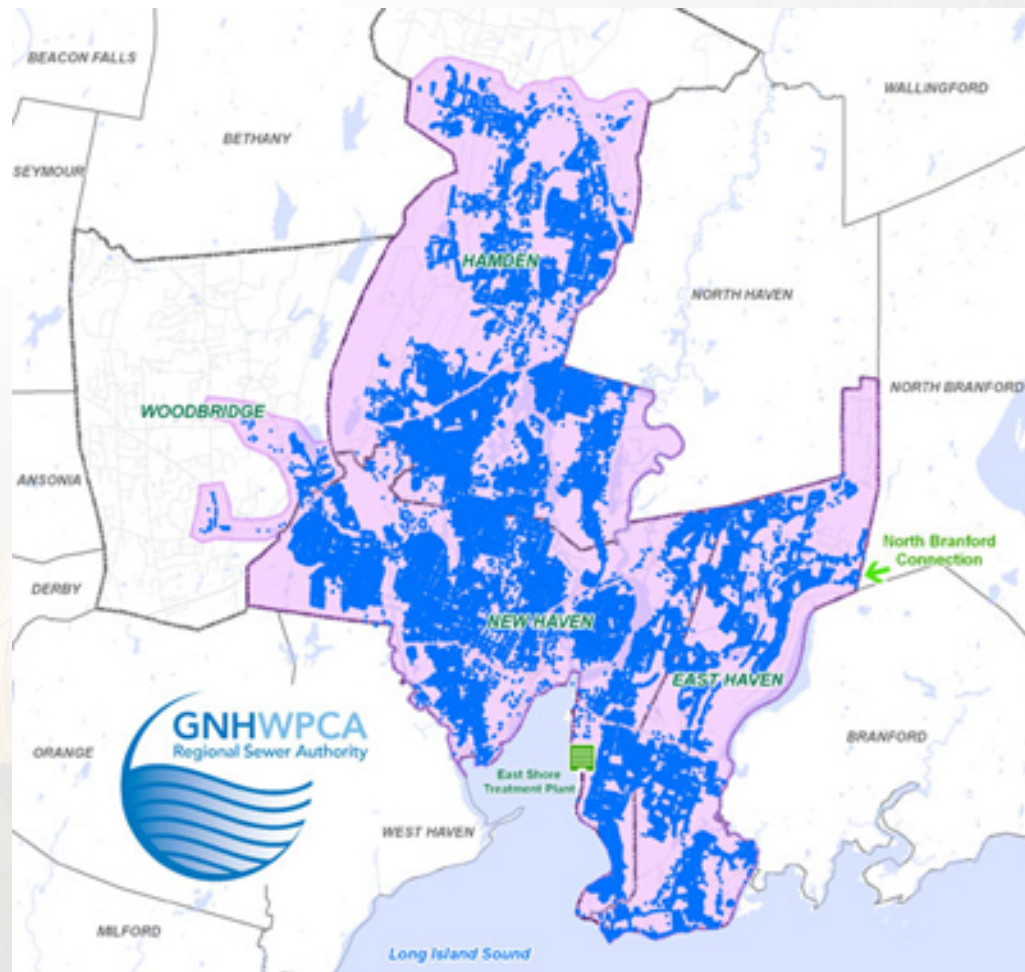 BEACON FALLS
WALLINGFORD
BETHANY
SEYMOUR
HAMDEN
NORTH HAVEN
NORTH BRANFORD
WOODBRIDGE
ANSONIA
North Branford
Connection
DERBY
NEW HAVEN
EAST HAVEN
GNHWPCA
Regional Sewer Authority
ORANGE
BRANFORD
East Shore
Treatment Plant
WEST HAVEN
MILFORD
Long Island Sound